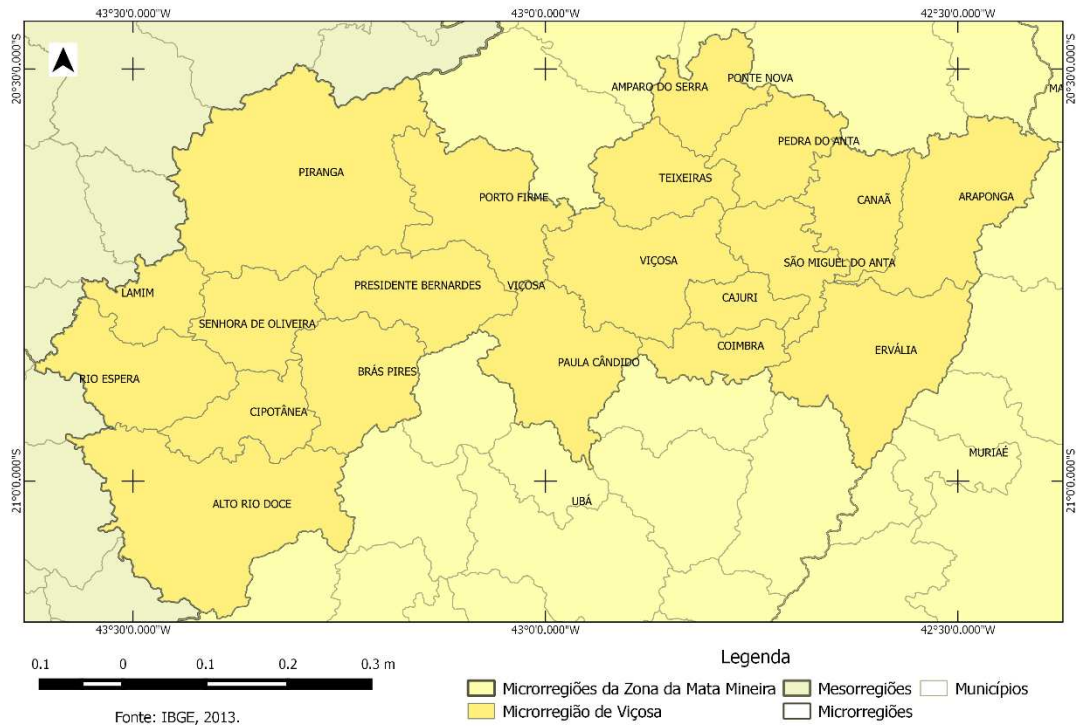 43°30'0.000"W 43°0'0.000"W 42°30'0.000"W
20°30'0.000"S 20°30'0.000"S
AMPARO DO SERRA
PONTE NOVA
MA
PEDRA DO ANTA
PIRANGA
TEIXEIRAS
PORTO FIRME
CANAÃ
ARAPONGA
VIÇOSA
SÃO MIGUEL DO ANTA
LAMIM
PRESIDENTE BERNARDES
VIÇOSA
CAJURI
SENHORA DE OLIVEIRA
COIMBRA
ERVÁLIA
PAULA CÂNDIDO
RIO ESPERA
BRÁS PIRES
CIPOTÂNEA
MURIAÉ
21°0'0.000"S 21°0'0.000"S
ALTO RIO DOCE
UBÁ
43°30'0.000"W 43°0'0.000"W 42°30'0.000"W
0.1 0 0.1 0.2 0.3 m
Fonte: IBGE, 2013.
Legenda
Microrregiões da Zona da Mata Mineira Mesorregiões Municípios
Microrregião de Viçosa Microrregiões